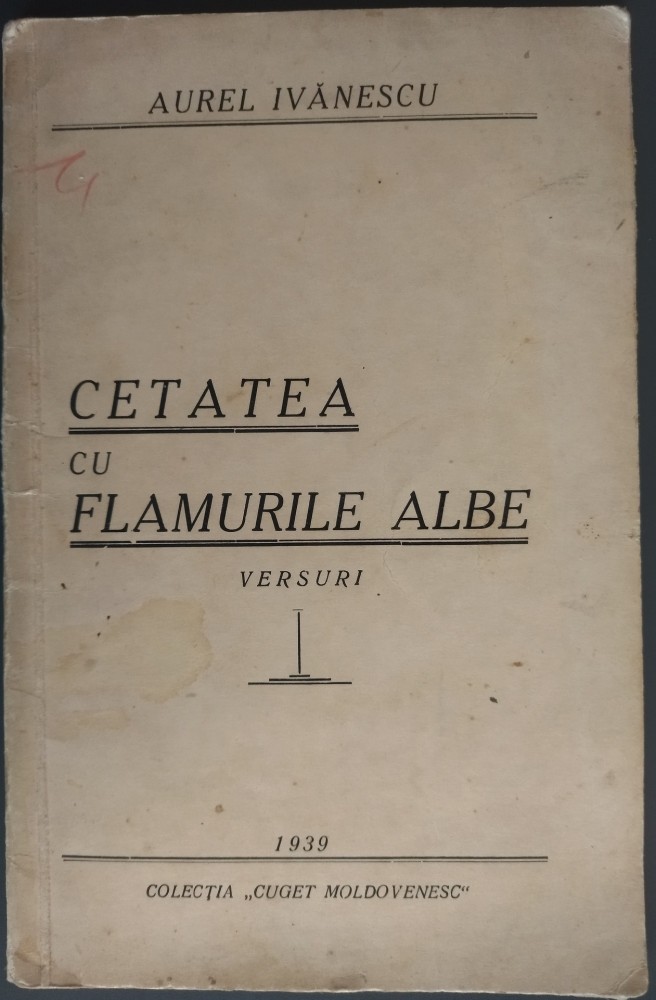 AUREL IVĂNESCU
CETATEA
CU
FLAMURILE ALBE
VERSURI
1939
COLECȚIA „CUGET MOLDOVENESC“